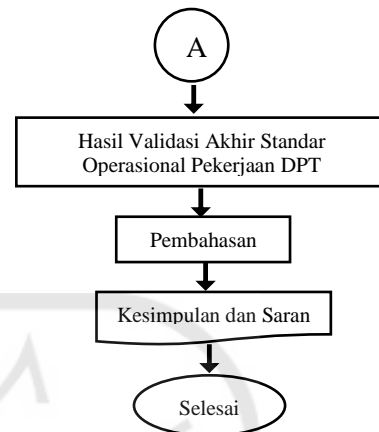 A
Hasil Validasi Akhir Standar
Operasional Pekerjaan DPT
Pembahasan
Kesimpulan dan Saran
Selesai